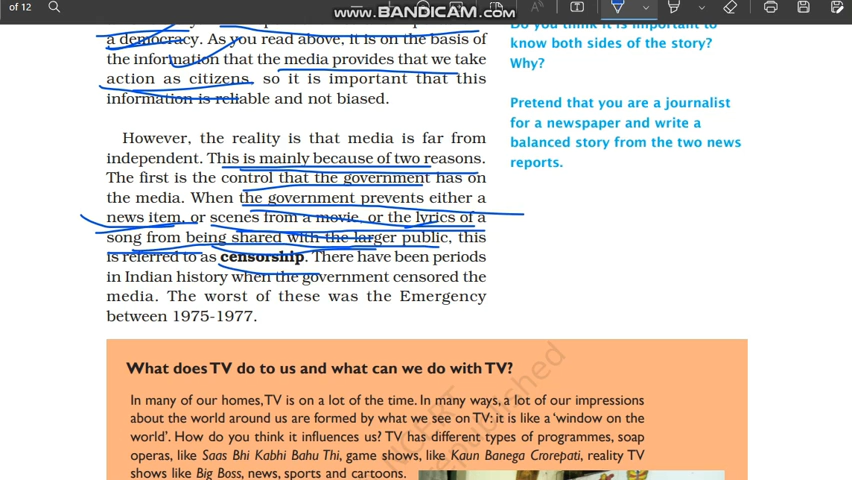 of 12
www.BANDICAM.com
a democracy. As you read above, it is on the basis of
the information that the media provides that we take
action as citizens, so it is important that this
information is reliable and not biased.
However, the reality is that media is far from
independent. This is mainly because of two reasons.
The first is the control that the government has on
the media. When the government prevents either a
news item, or scenes from a movie, or the lyrics of a
song from being shared with the larger public, this
is referred to as censorship. There have been periods
in Indian history when the government censored the
media. The worst of these was the Emergency
between 1975-1977.
Do you think it is important to
know both sides of the story?
Why?
Pretend that you are a journalist
for a newspaper and write a
balanced story from the two news
reports.
What does TV do to us and what can we do with TV?
In many of our homes, TV is on a lot of the time. In many ways, a lot of our impressions
about the world around us are formed by what we see on TV: it is like a 'window on the
world'. How do you think it influences us? TV has different types of programmes, soap
operas, like Saas Bhi Kabhi Bahu Thi, game shows, like Kaun Banega Crorepati, reality TV
shows like Big Boss, news, sports and cartoons.
NCERT
republished